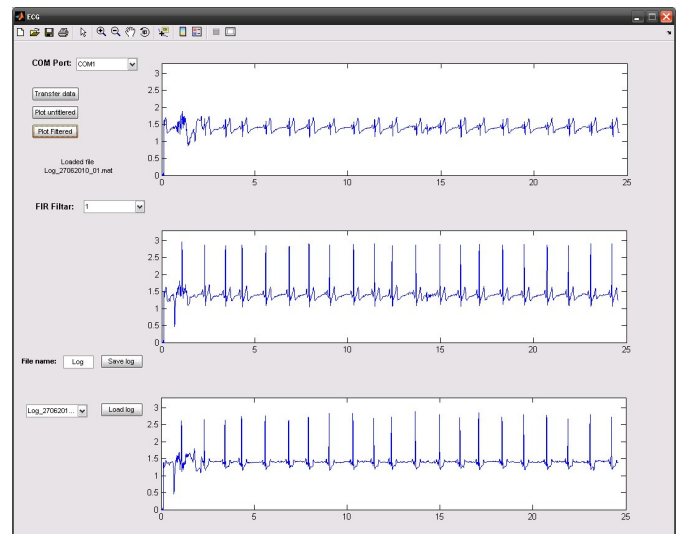 ECG
COM Port: COM1
Transfer data
Plot unfiltered
Plot Filtered
Loaded file
Log_27062010_01.mat
3
2.5
2
1.5
1
0.5
0
0 5 10 15 20 25
FIR Filtar: 1
3
2.5
2
1.5
1
0.5
0
0 5 10 15 20 25
File name: Log Save log
Log_2706201... Load log
3
2.5
2
1.5
1
0.5
0
0 5 10 15 20 25